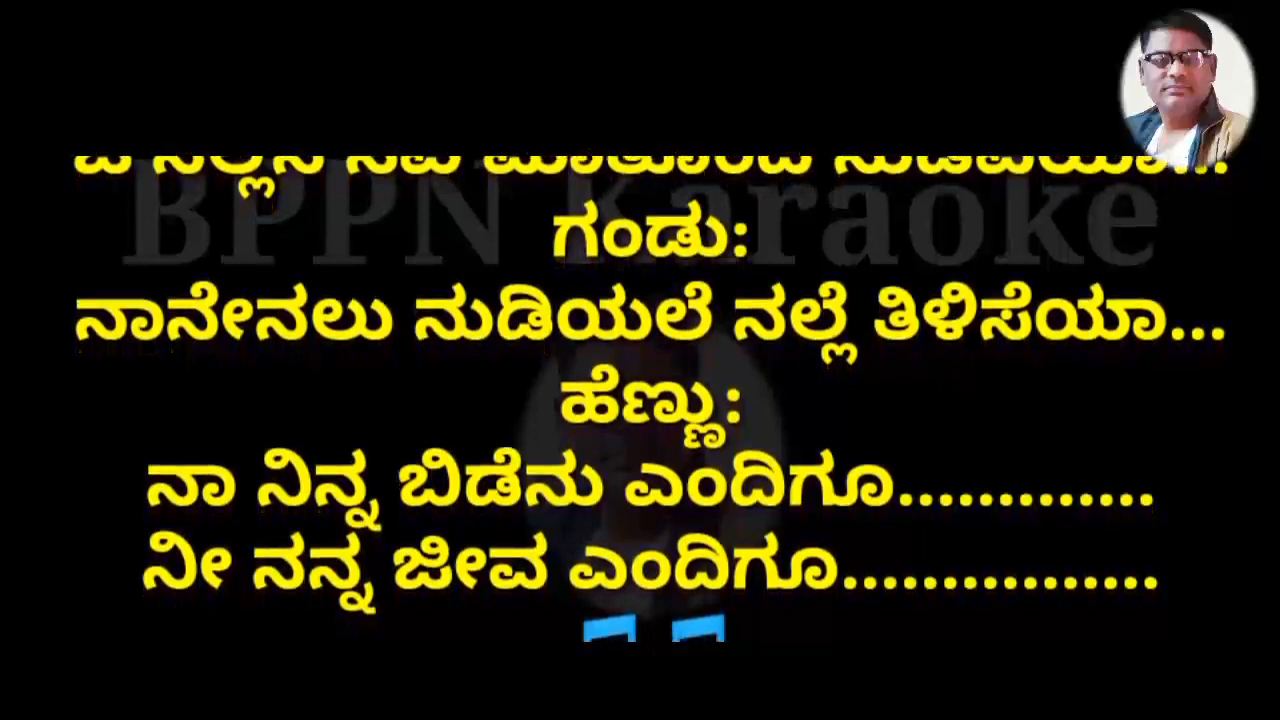 BPPN Karaoke
ಗಂಡು:
ನಾನೇನಲು ನುಡಿಯಲೆ ನಲ್ಲೆ ತಿಳಿಸೆಯಾ...
ಹೆಣ್ಣು:
ನಾ ನಿನ್ನ ಬಿಡೆನು ಎಂದಿಗೂ.............
ನೀ ನನ್ನ ಜೀವ ಎಂದಿಗೂ................